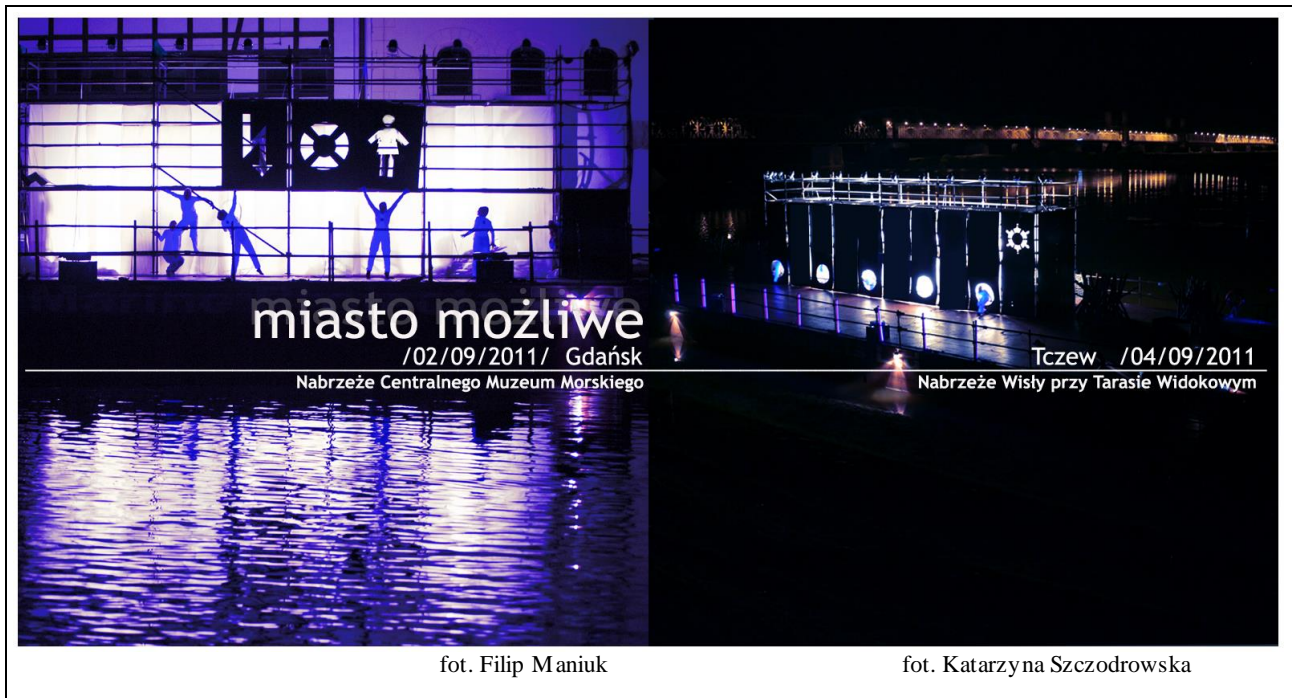 miasto możliwe
/02/09/2011/ Gdańsk
Nabrzeże Centralnego Muzeum Morskiego
Tczew /04/09/2011
Nabrzeże Wisły przy Tarasie Widokowym
fot. Filip Maniuk
fot. Katarzyna Szczodrowska